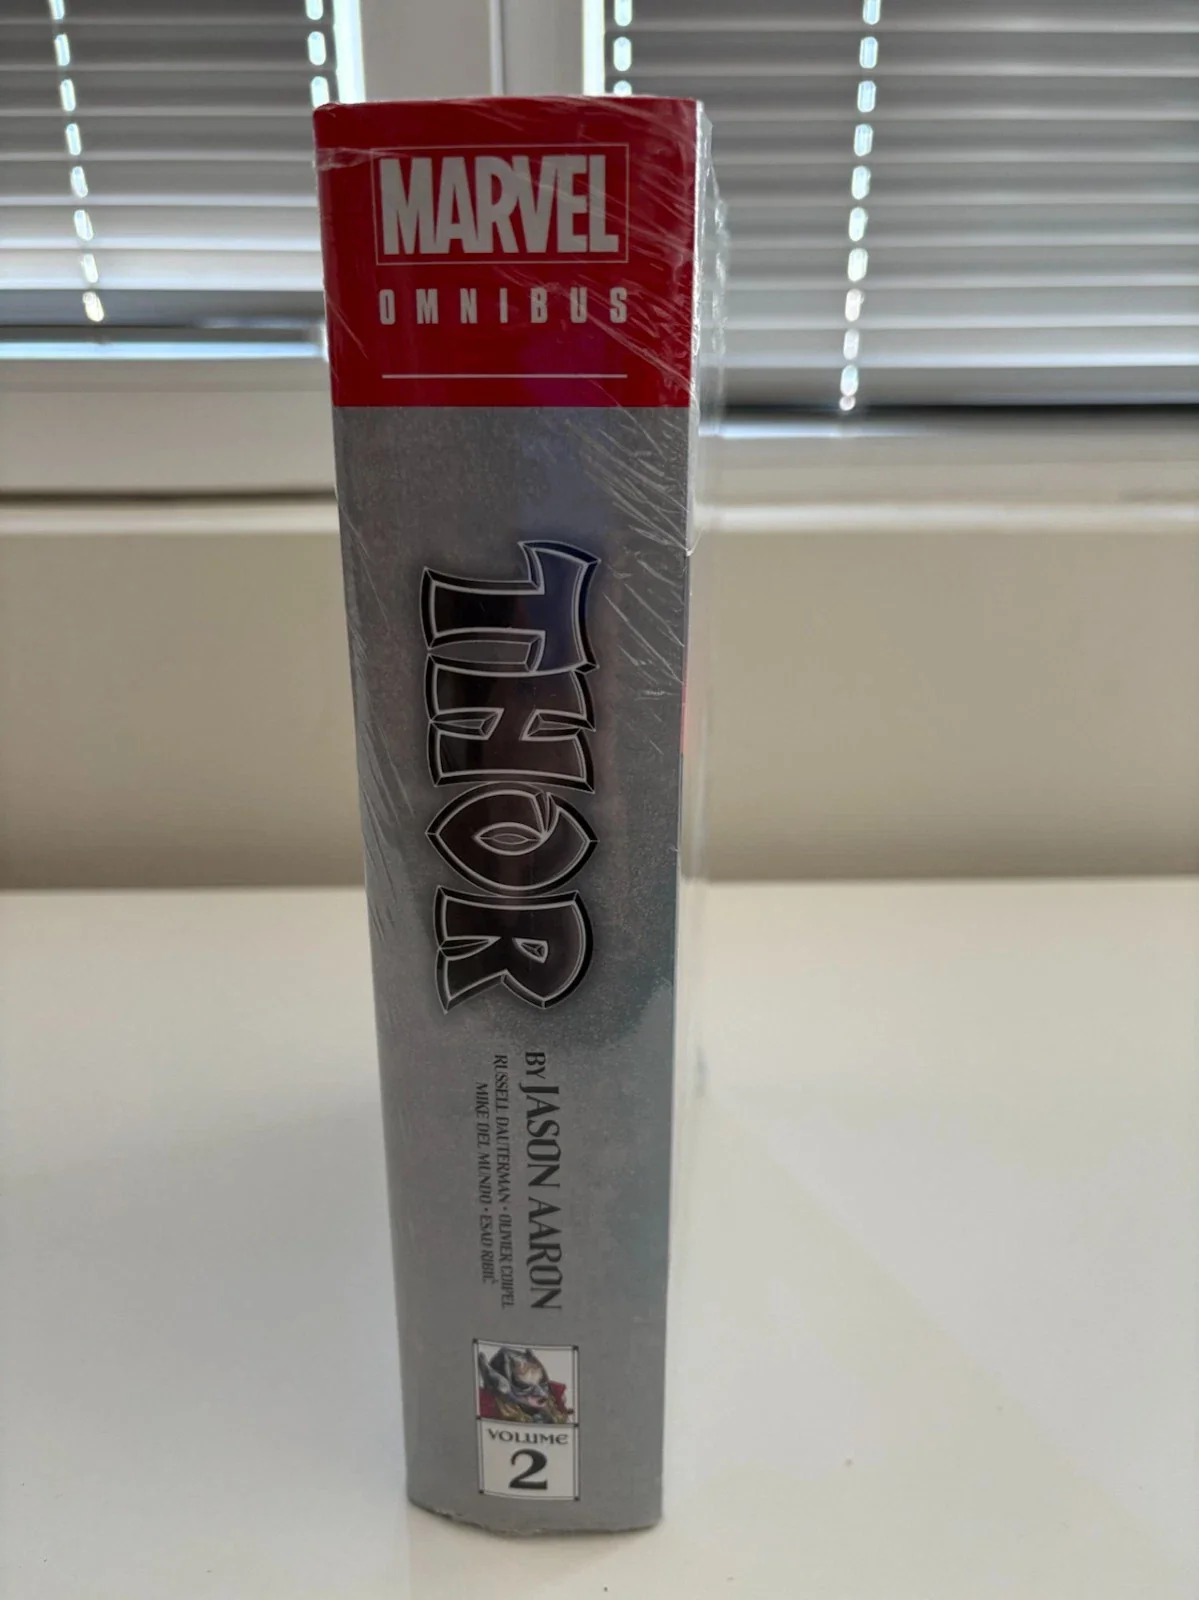 MARVEL
OMNIBUS
THOR
BY JASON AARON
RUSSELL DAUTERMAN • OLIVIER COIPEL
MIKE DEL MUNDO • ESAD RIBIĆ
VOLUME
2